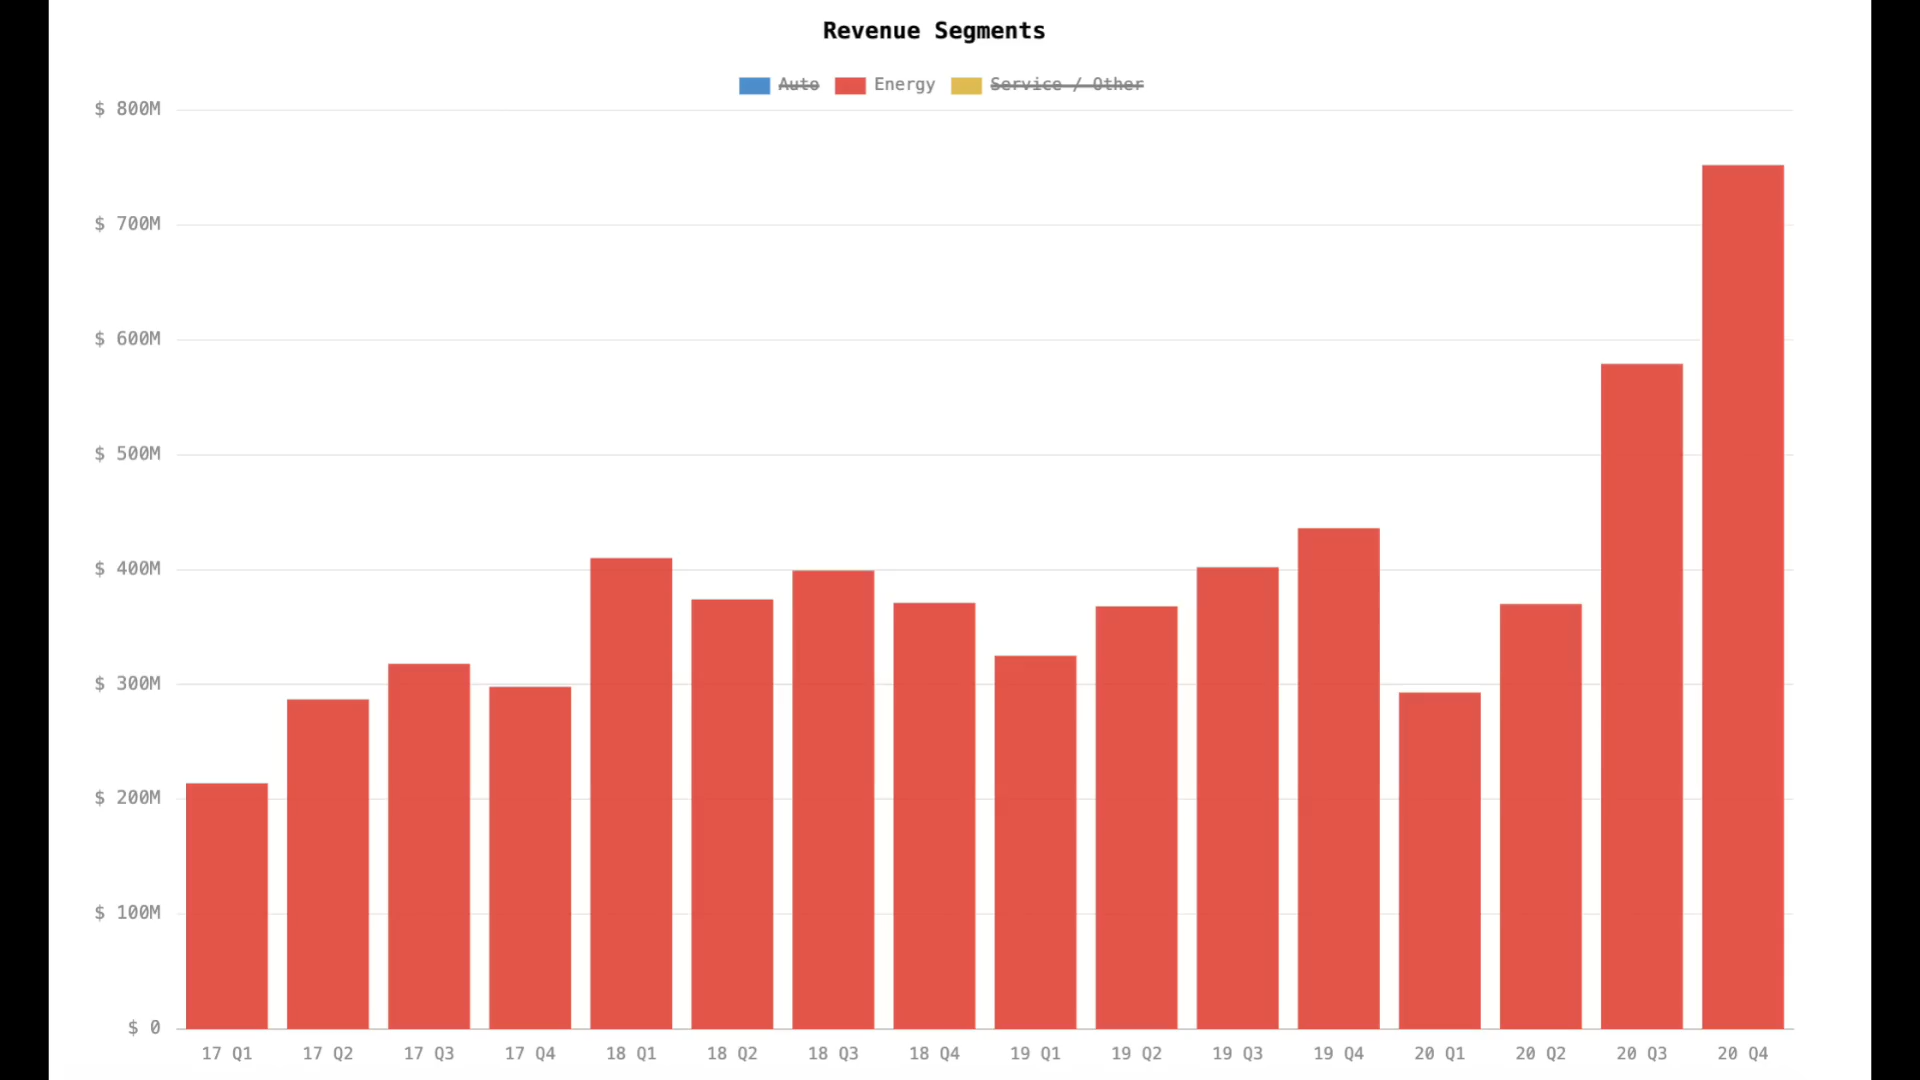 Revenue Segments
Auto Energy Service / Other
$ 800M
$ 700M
$ 600M
$ 500M
$ 400M
$ 300M
$ 200M
$ 100M
$ 0
17 Q1 17 Q2 17 Q3 17 Q4 18 Q1 18 Q2 18 Q3 18 Q4 19 Q1 19 Q2 19 Q3 19 Q4 20 Q1 20 Q2 20 Q3 20 Q4